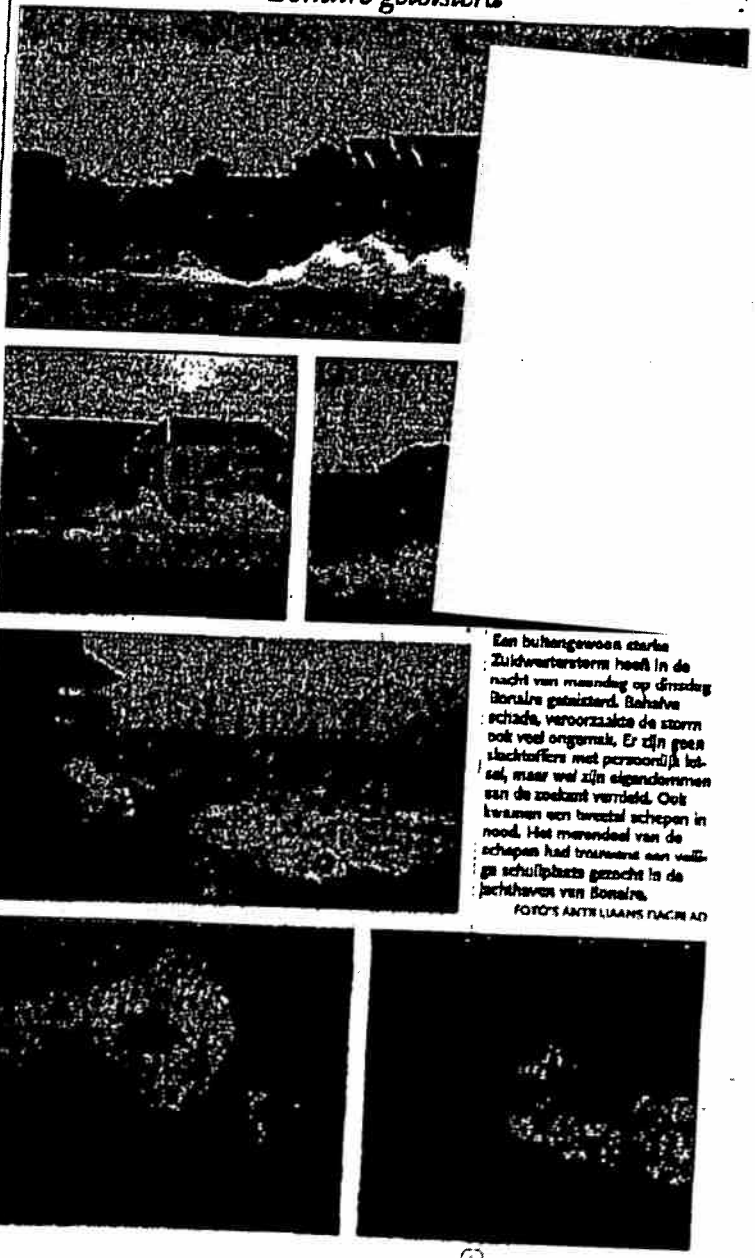 Bonaire geteisterd
Een buitengewoon sterke
Zuidwesterstorm heeft in de
nacht van maandag op dinsdag
Bonaire geteisterd. Behalve
schade, veroorzaakte de storm
ook veel ongemak. Er zijn geen
slachtoffers met persoonlijk let-
sel, maar wel zijn eigendommen
aan de zeekant vernield. Ook
kwamen een tweetal schepen in
nood. Het merendeel van de
schepen had trouwens een veili-
ge schuilplaats gezocht in de
jachthaven van Bonaire.
FOTO'S ANTILLIAANS DAGBLAD